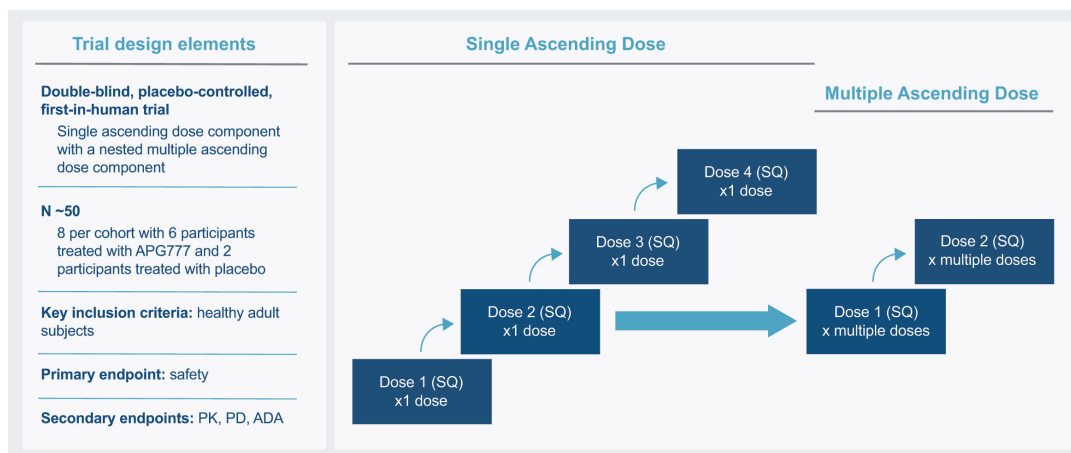 Trial design elements
Double-blind, placebo-controlled,
first-in-human trial
Single ascending dose component
with a nested multiple ascending
dose component
N ~50
8 per cohort with 6 participants
treated with APG777 and 2
participants treated with placebo
Key inclusion criteria: healthy adult
subjects
Primary endpoint: safety
Secondary endpoints: PK, PD, ADA
Single Ascending Dose
Multiple Ascending Dose
Dose 4 (SQ)
x1 dose
Dose 3 (SQ)
x1 dose
Dose 2 (SQ)
x1 dose
Dose 1 (SQ)
x1 dose
Dose 2 (SQ)
x multiple doses
Dose 1 (SQ)
x multiple doses